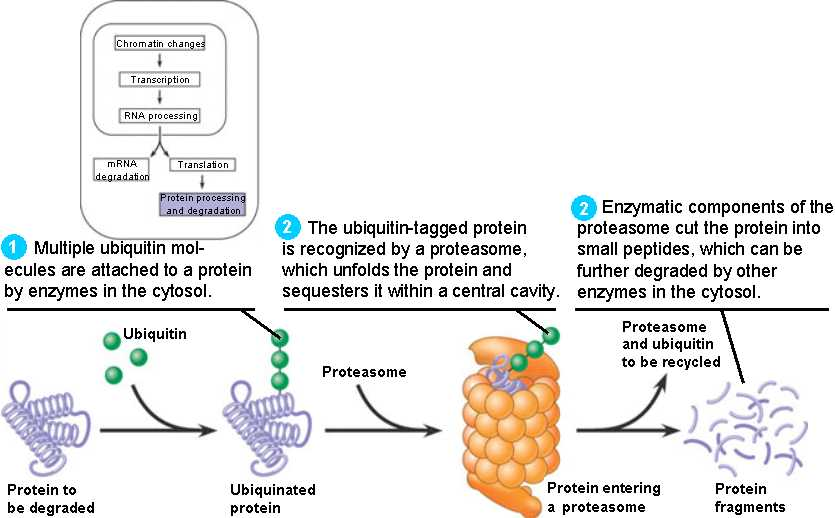 Chromatin changes
Transcription
RNA processing
mRNA
degradation
Translation
Protein processing
and degradation
1 Multiple ubiquitin mol-
ecules are attached to a protein
by enzymes in the cytosol.
2 The ubiquitin-tagged protein
is recognized by a proteasome,
which unfolds the protein and
sequesters it within a central cavity.
2 Enzymatic components of the
proteasome cut the protein into
small peptides, which can be
further degraded by other
enzymes in the cytosol.
Ubiquitin
Proteasome
Proteasome
and ubiquitin
to be recycled
Protein to
be degraded
Ubiquinated
protein
Protein entering
a proteasome
Protein
fragments